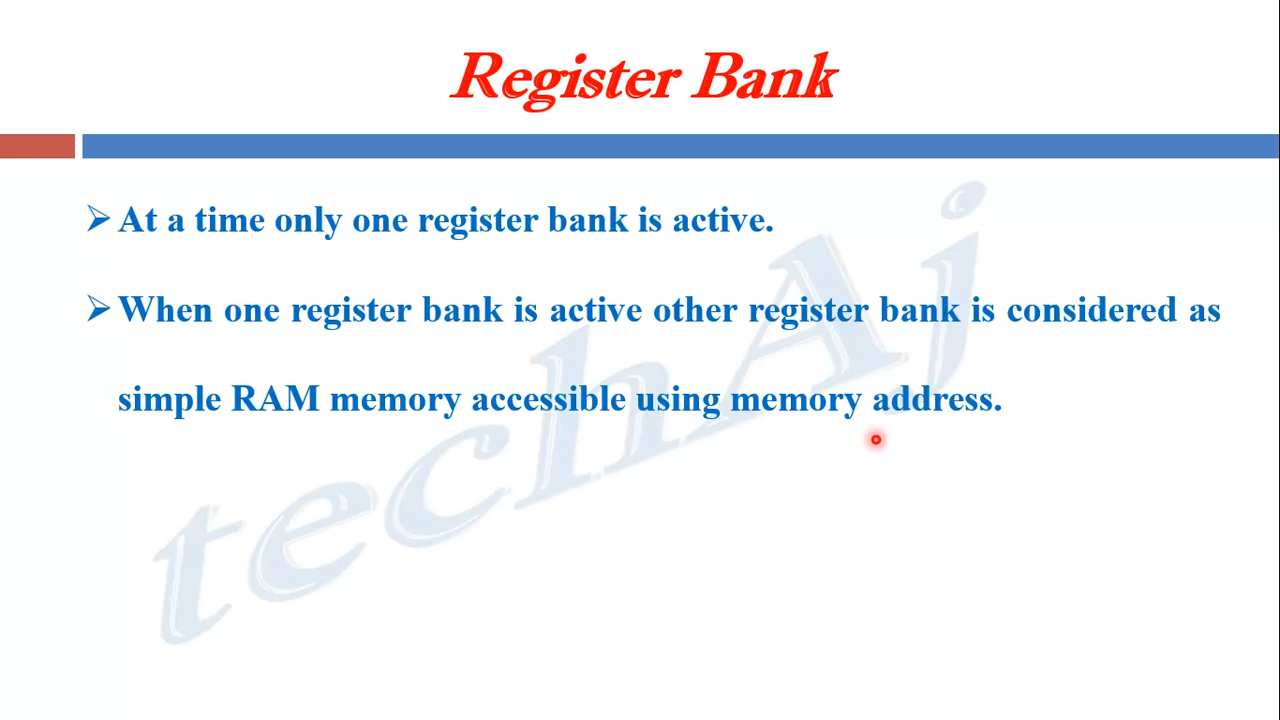 Register Bank
➢ At a time only one register bank is active.
➢ When one register bank is active other register bank is considered as
simple RAM memory accessible using memory address.
techAj